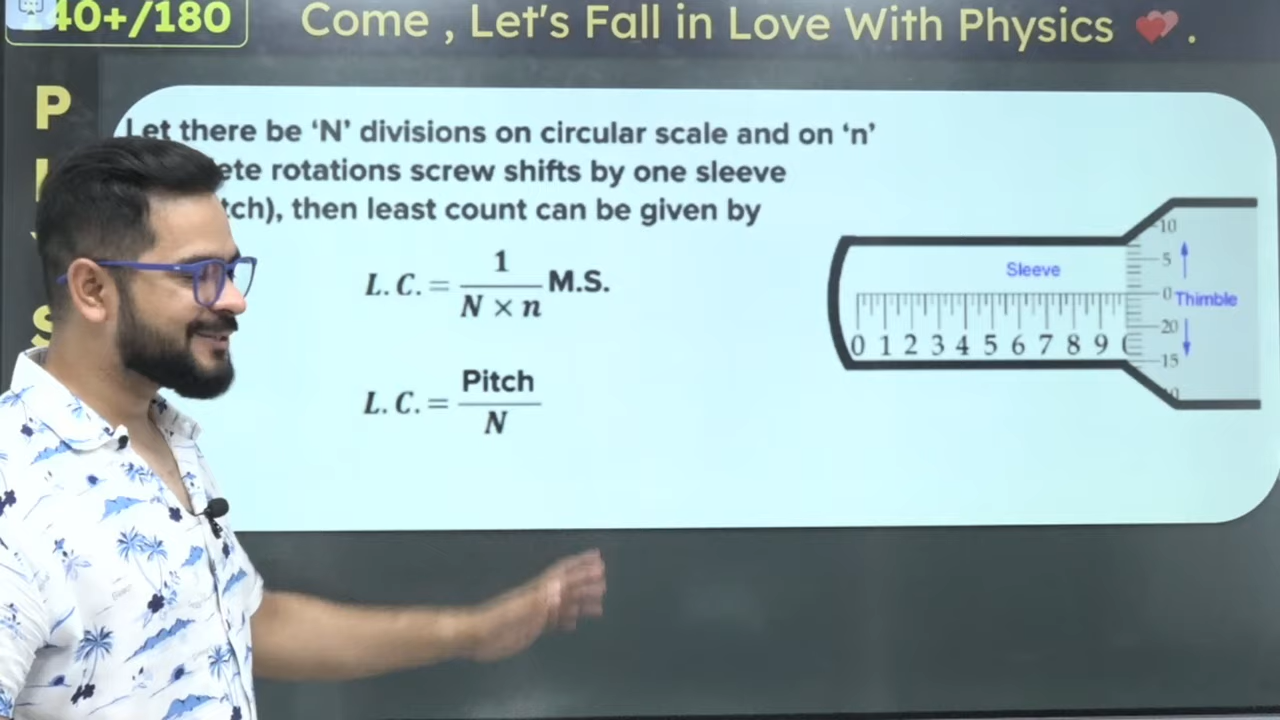 40+/180
Come , Let's Fall in Love With Physics ❤ .
P
Let there be ‘N’ divisions on circular scale and on ‘n’
rotations screw shifts by one sleeve
then least count can be given by
L. C. = 1 / N × n M.S.
L. C. = Pitch / N
Sleeve
Thimble
10
5
0
20
15
0 1 2 3 4 5 6 7 8 9